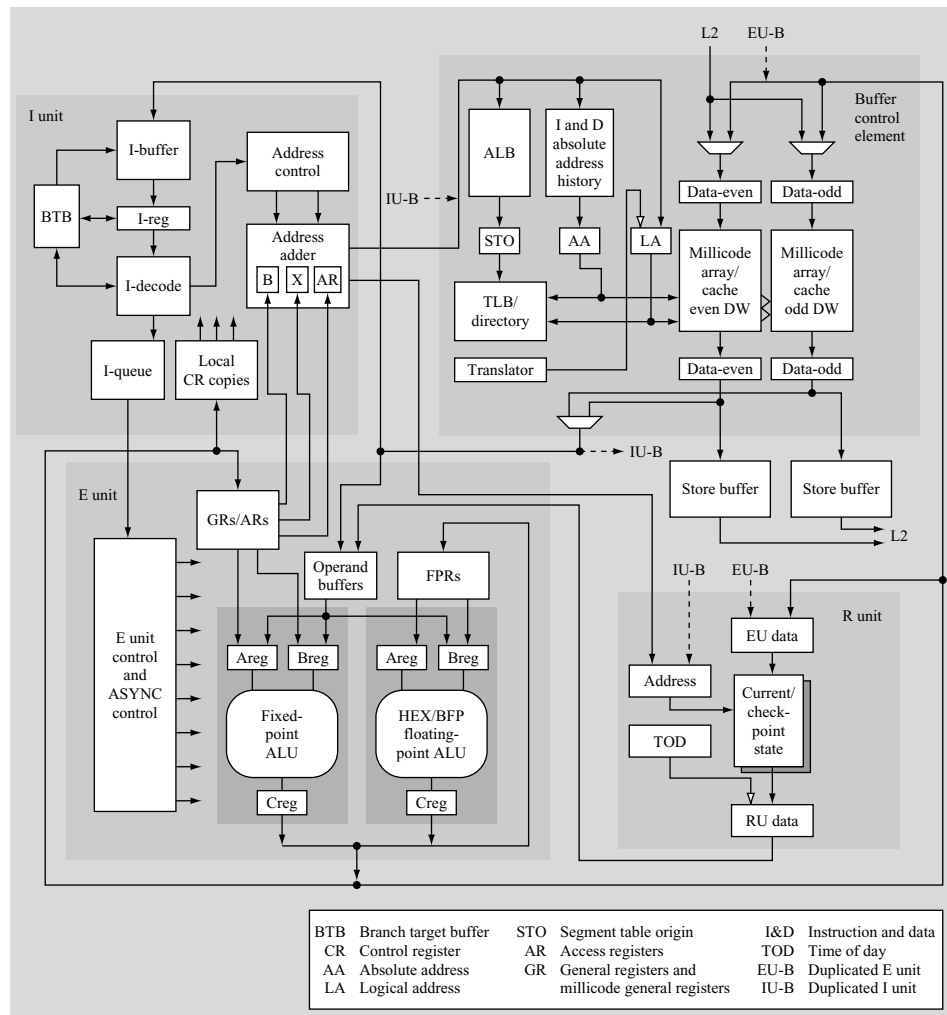 L2
EU-B
I unit
I-buffer
BTB
I-reg
I-decode
I-queue
Local
CR copies
Address
control
Address
adder
B
X
AR
IU-B
Buffer
control
element
ALB
I and D
absolute
address
history
STO
AA
LA
TLB/
directory
Translator
Data-even
Data-odd
Millicode
array/
cache
even DW
Millicode
array/
cache
odd DW
Data-even
Data-odd
IU-B
Store buffer
Store buffer
L2
E unit
GRs/ARs
E unit
control
and
ASYNC
control
Operand
buffers
FPRs
Areg
Breg
Fixed-
point
ALU
Creg
Areg
Breg
HEX/BFP
floating-
point ALU
Creg
IU-B
EU-B
R unit
EU data
Address
Current/
check-
point
state
TOD
RU data
BTB Branch target buffer
CR Control register
AA Absolute address
LA Logical address
STO Segment table origin
AR Access registers
GR General registers and
millicode general registers
I&D Instruction and data
TOD Time of day
EU-B Duplicated E unit
IU-B Duplicated I unit